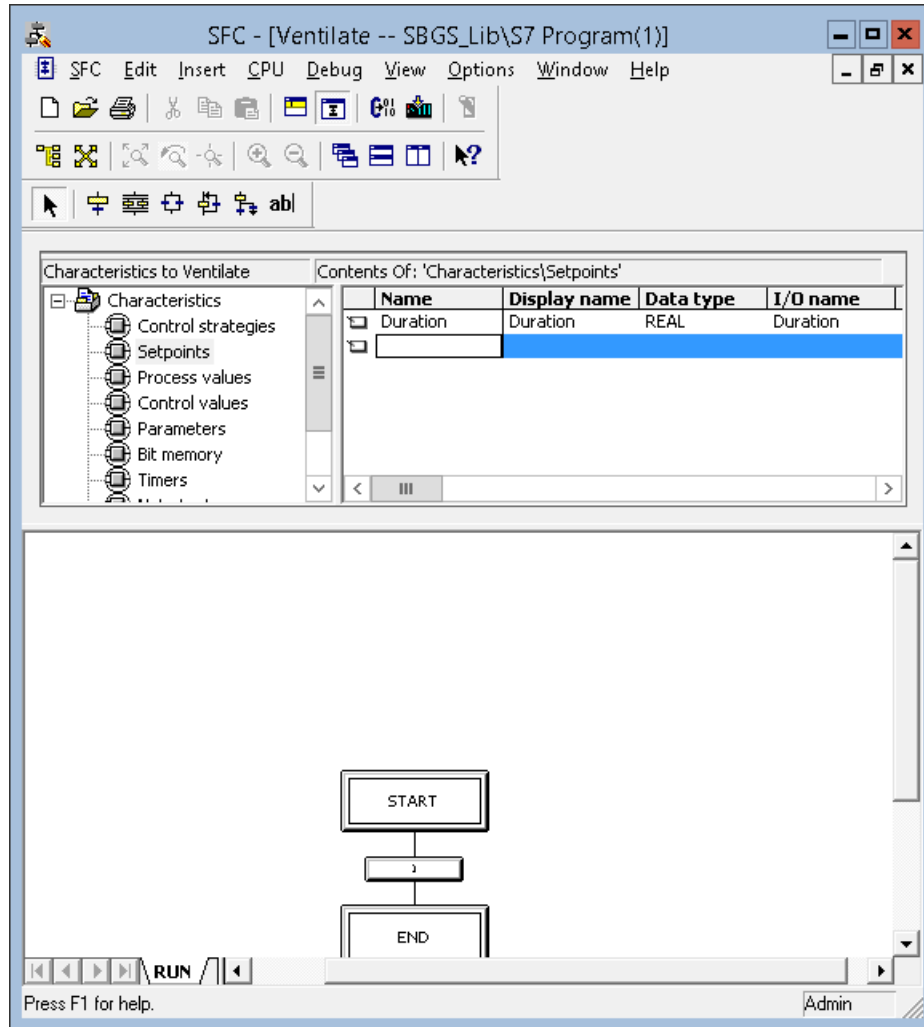 SFC - [Ventilate -- SBGS_Lib\S7 Program(1)]
SFC Edit Insert CPU Debug View Options Window Help
ab|
Characteristics to Ventilate
Contents Of: 'Characteristics\Setpoints'
Characteristics
Control strategies
Setpoints
Process values
Control values
Parameters
Bit memory
Timers
Name Display name Data type I/O name
Duration Duration REAL Duration
START
END
RUN
Press F1 for help.
Admin